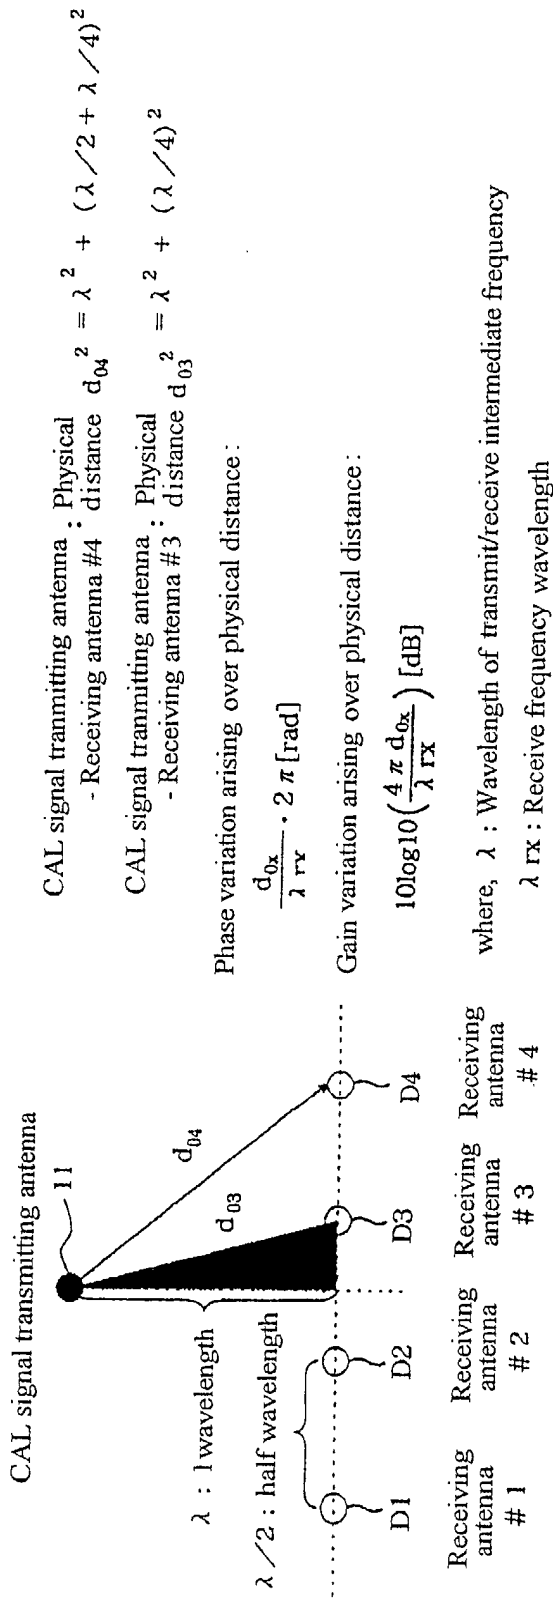 CAL signal transmitting antenna
11
λ : 1 wavelength
λ/2 : half wavelength
d03
d04
D1
D2
D3
D4
Receiving antenna #1
Receiving antenna #2
Receiving antenna #3
Receiving antenna #4
CAL signal tranmitting antenna : Physical
- Receiving antenna #4 : distance d04² = λ² + (λ/2 + λ/4)²
CAL signal tranmitting antenna : Physical
- Receiving antenna #3 : distance d03² = λ² + (λ/4)²
Phase variation arising over physical distance :
d0x / λ rx · 2π [rad]
Gain variation arising over physical distance :
10log10(4π d0x / λ rx) [dB]
where, λ : Wavelength of transmit/receive intermediate frequency
λ rx : Receive frequency wavelength